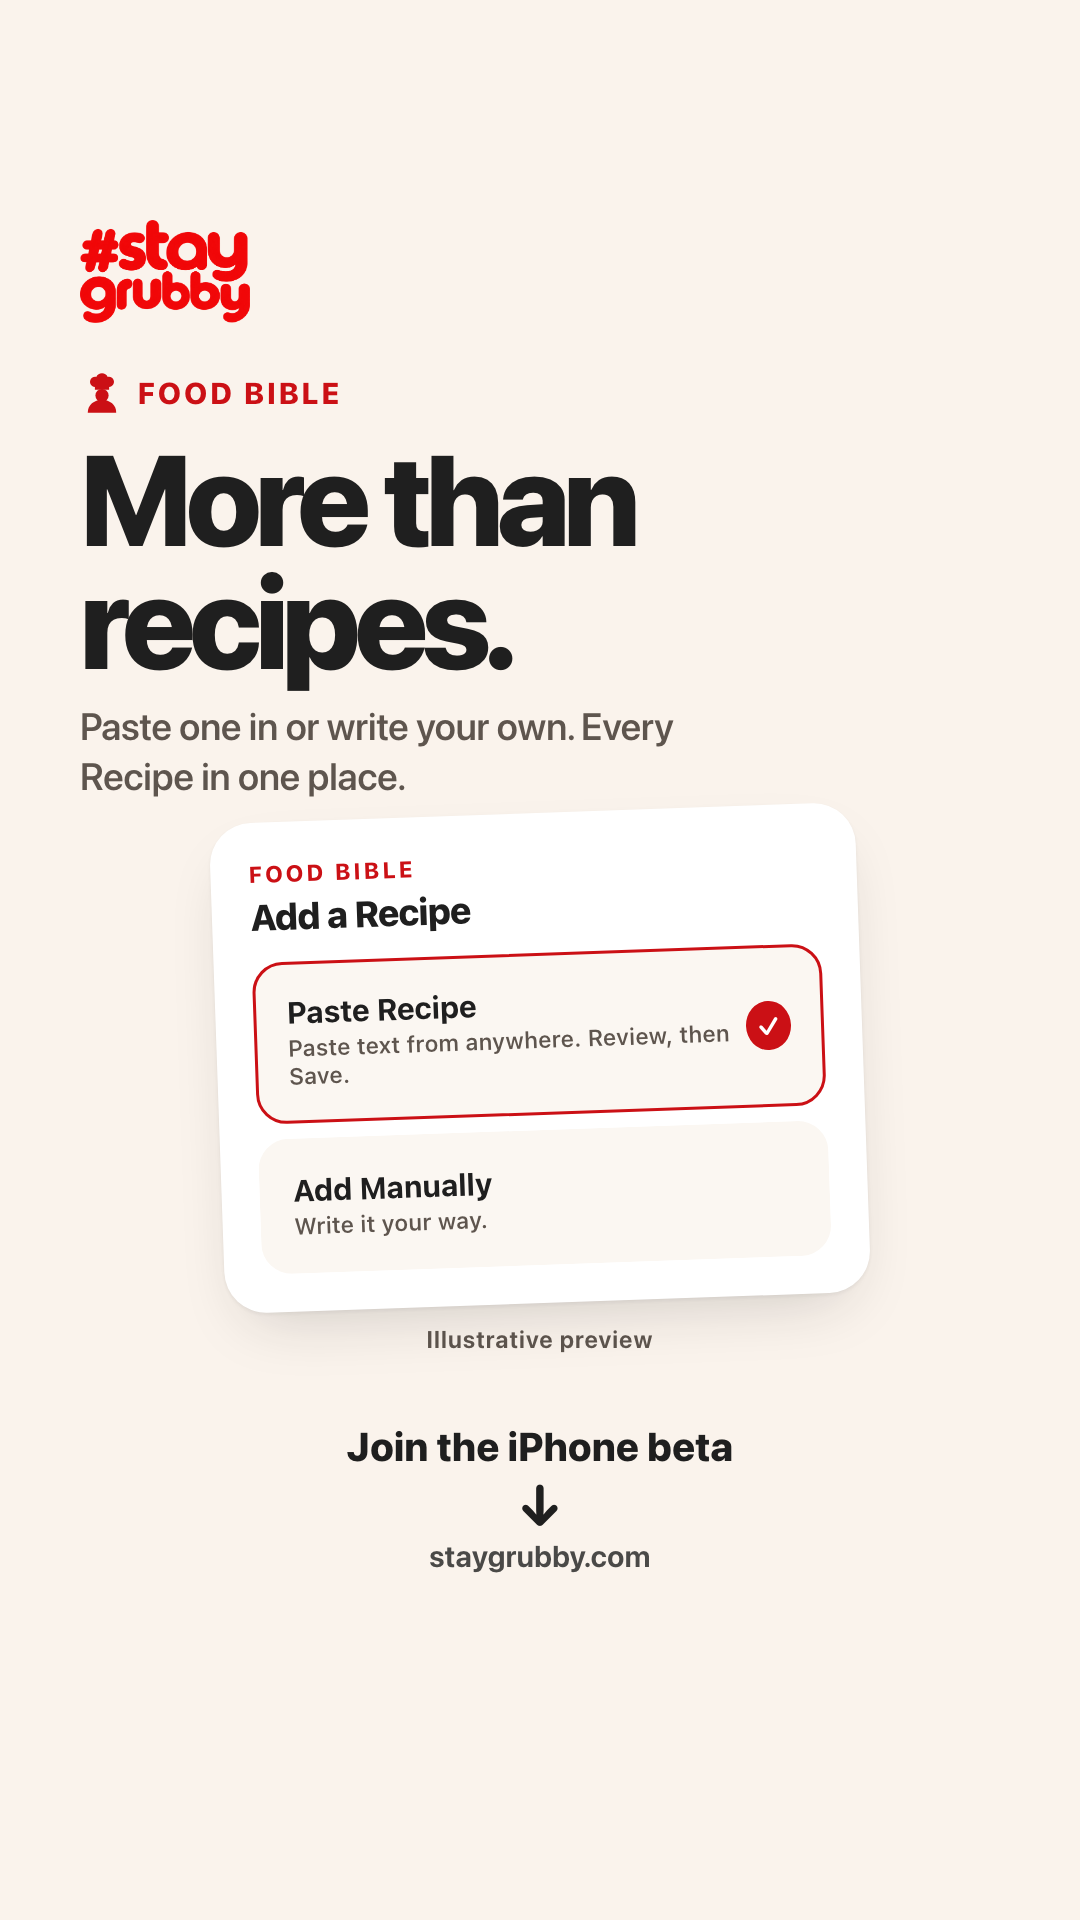 #stay
grubby
FOOD BIBLE
More than
recipes.
Paste one in or write your own. Every
Recipe in one place.
FOOD BIBLE
Add a Recipe
Paste Recipe
Paste text from anywhere. Review, then
Save.
Add Manually
Write it your way.
Illustrative preview
Join the iPhone beta
staygrubby.com